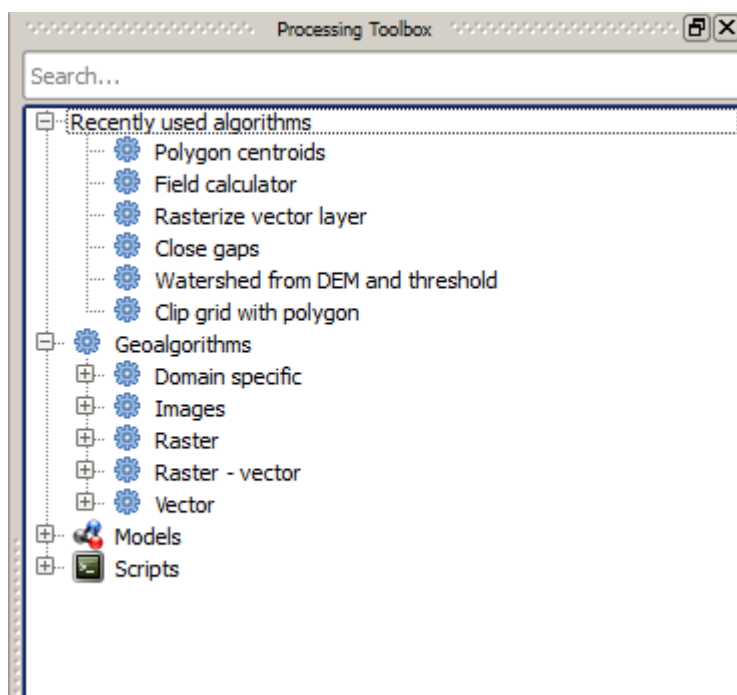 Processing Toolbox
Search...
Recently used algorithms
Polygon centroids
Field calculator
Rasterize vector layer
Close gaps
Watershed from DEM and threshold
Clip grid with polygon
Geoalgorithms
Domain specific
Images
Raster
Raster - vector
Vector
Models
Scripts